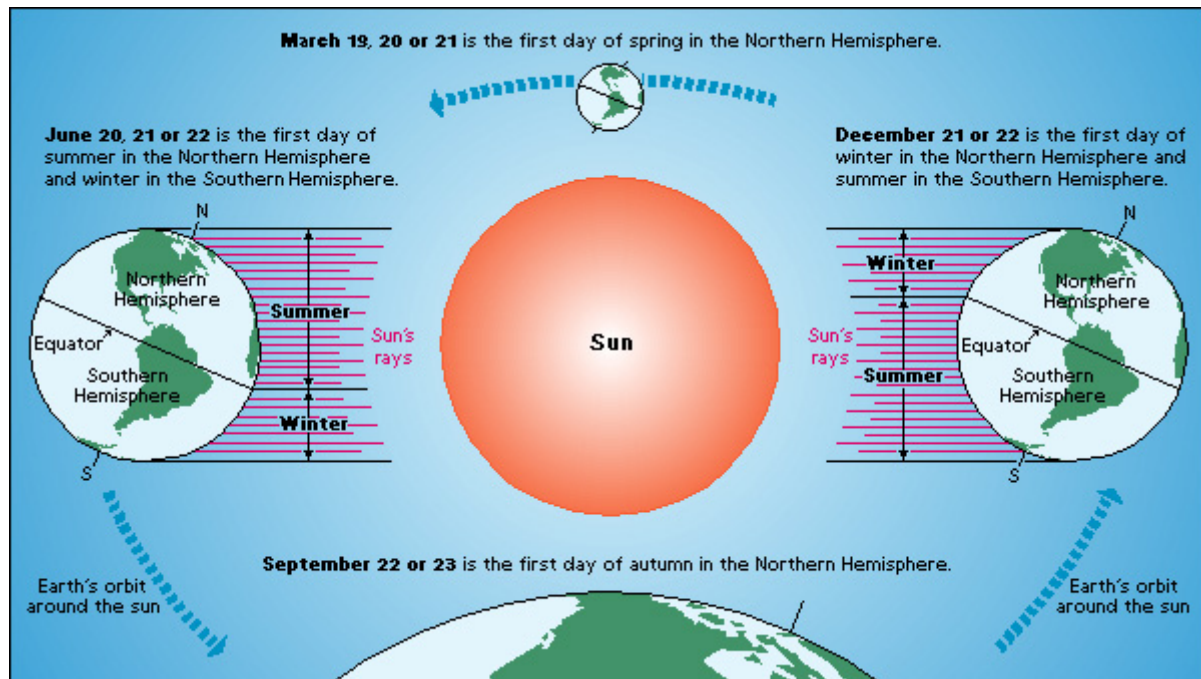 March 19, 20 or 21 is the first day of spring in the Northern Hemisphere.
June 20, 21 or 22 is the first day of
summer in the Northern Hemisphere
and winter in the Southern Hemisphere.
December 21 or 22 is the first day of
winter in the Northern Hemisphere and
summer in the Southern Hemisphere.
N
Northern
Hemisphere
Equator
Southern
Hemisphere
S
Summer
Winter
Sun's
rays
Sun
Sun's
rays
Winter
Summer
N
Northern
Hemisphere
Equator
Southern
Hemisphere
S
September 22 or 23 is the first day of autumn in the Northern Hemisphere.
Earth's orbit
around the sun
Earth's orbit
around the sun